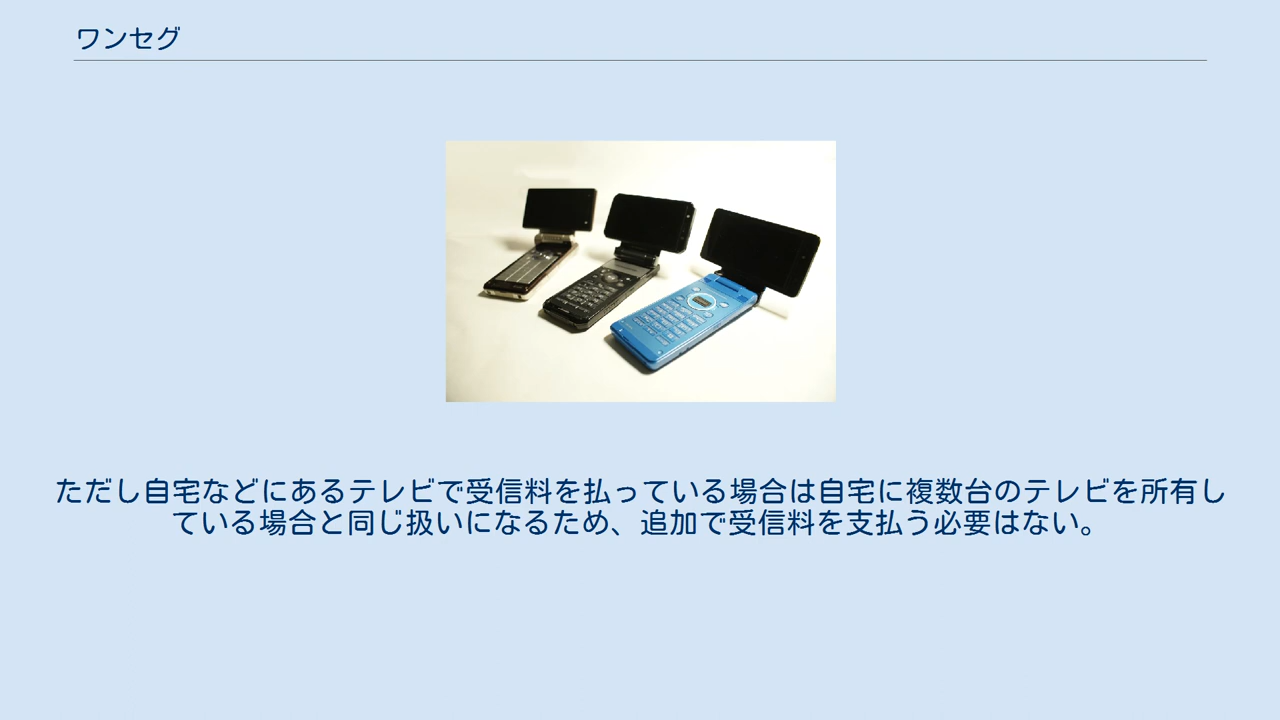 ワンセグ
ただし自宅などにあるテレビで受信料を払っている場合は自宅に複数台のテレビを所有し
ている場合と同じ扱いになるため、追加で受信料を支払う必要はない。